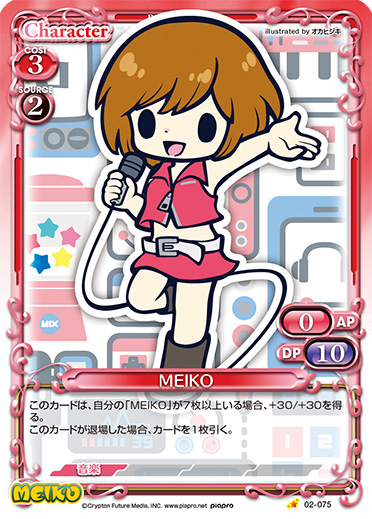 Character
illustrated by オカヒジキ
COST
3
SOURCE
2
MIX
0 AP
DP 10
MEIKO
このカードは、自分の「MEIKO」が7枚以上いる場合、+30/+30を得
る。
このカードが退場した場合、カードを1枚引く。
音楽
MEIKO
02-075
©Crypton Future Media, INC. www.piapro.net piapro